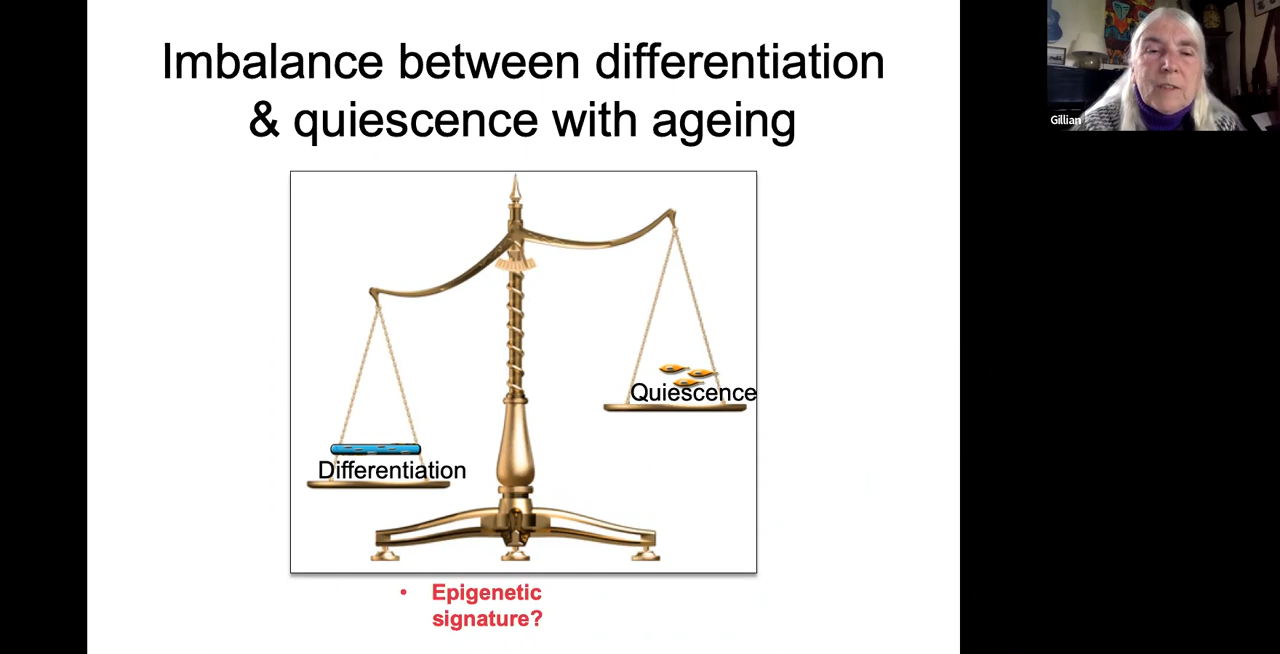 Imbalance between differentiation
& quiescence with ageing
Gillian
Quiescence
Differentiation
• Epigenetic
signature?